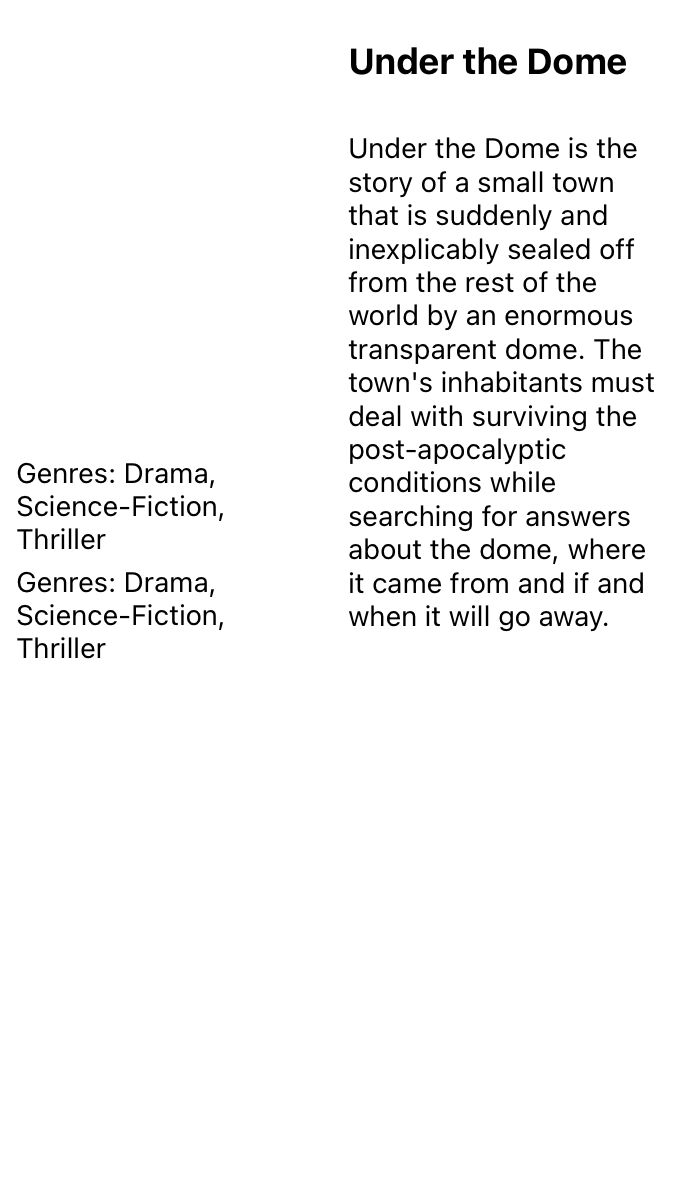 Under the Dome
Under the Dome is the
story of a small town
that is suddenly and
inexplicably sealed off
from the rest of the
world by an enormous
transparent dome. The
town's inhabitants must
deal with surviving the
post-apocalyptic
conditions while
searching for answers
about the dome, where
it came from and if and
when it will go away.
Genres: Drama,
Science-Fiction,
Thriller
Genres: Drama,
Science-Fiction,
Thriller